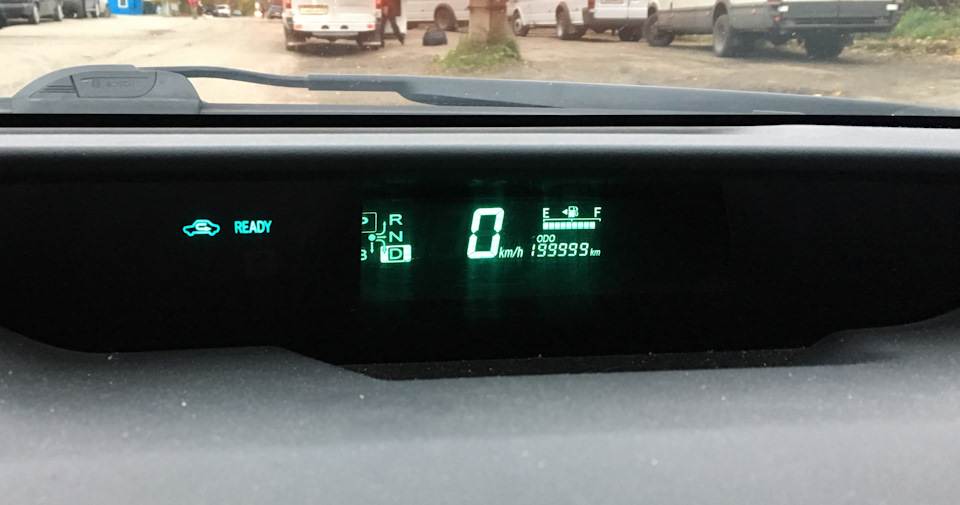 BOSCH
READY
P R
N
B D
0 km/h
E F
ODO
199999 km